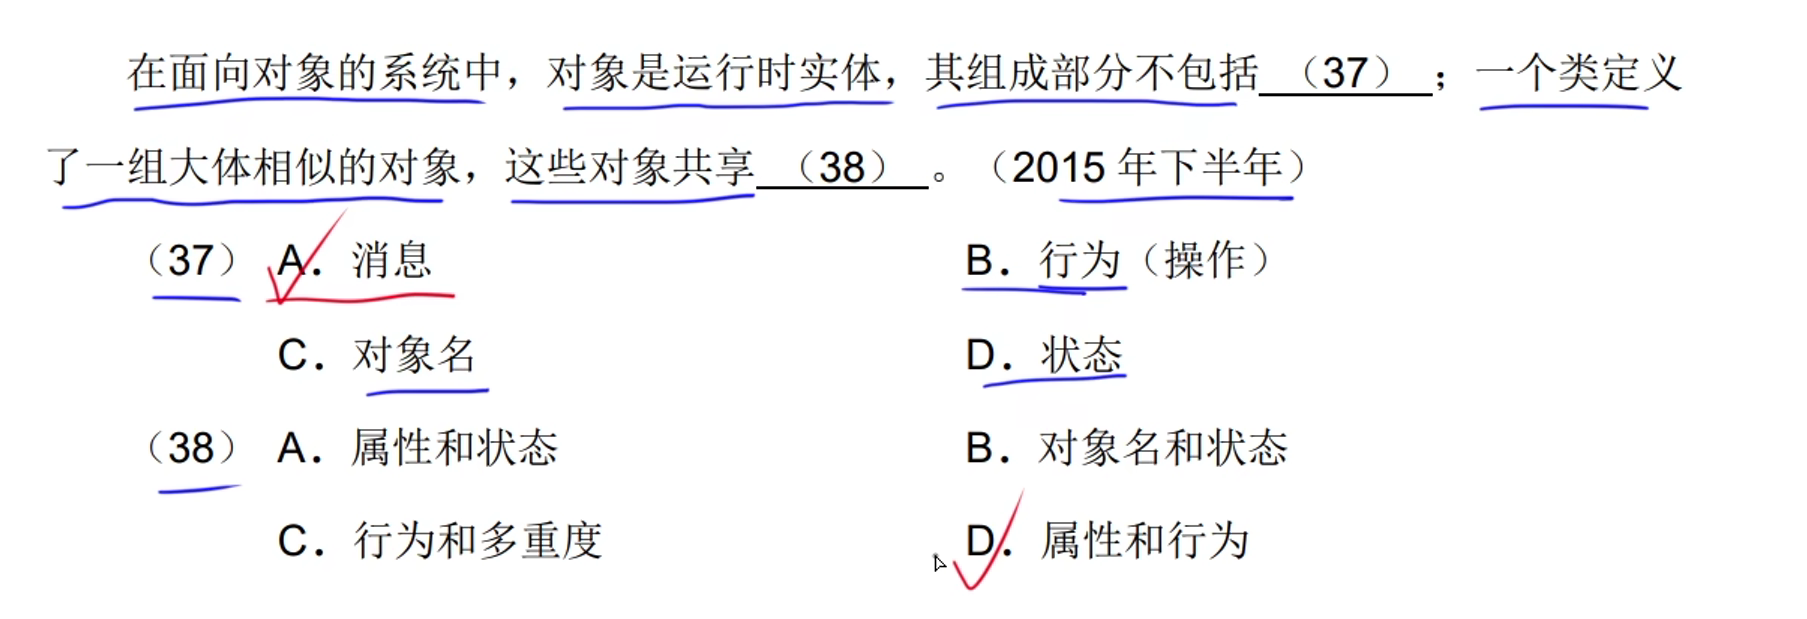 在面向对象的系统中，对象是运行时实体，其组成部分不包括（37）；一个类定义
了一组大体相似的对象，这些对象共享（38）。（2015 年下半年）
（37） A．消息 B．行为（操作）
C．对象名 D．状态
（38） A．属性和状态 B．对象名和状态
C．行为和多重度 D．属性和行为